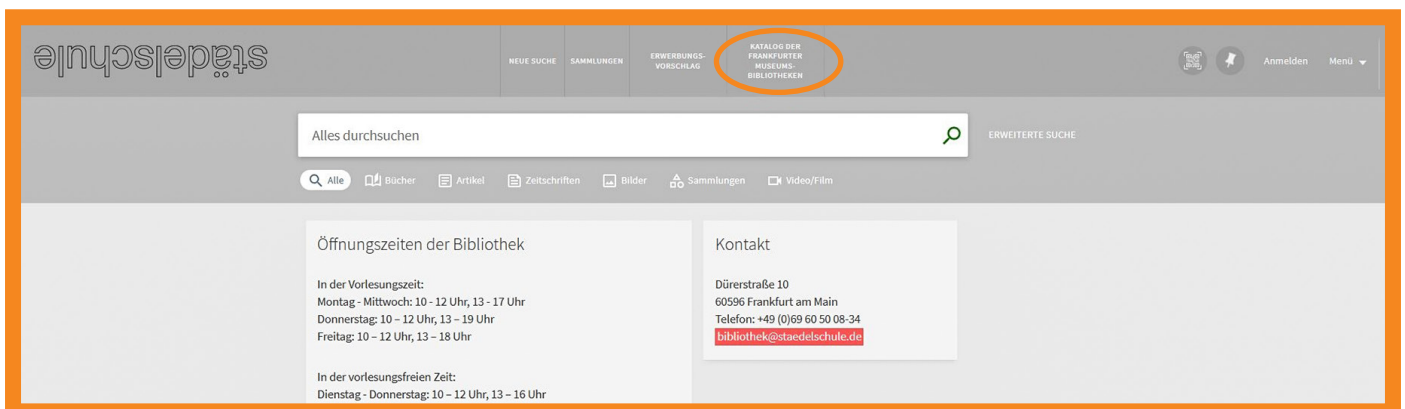 städelschule
NEUE SUCHE
SAMMLUNGEN
ERWERBUNGS-
VORSCHLAG
KATALOG DER
FRANKFURTER
MUSEUMS-
BIBLIOTHEKEN
Anmelden
Menü
Alles durchsuchen
ERWEITERTE SUCHE
Alle
Bücher
Artikel
Zeitschriften
Bilder
Sammlungen
Video/Film
Öffnungszeiten der Bibliothek
In der Vorlesungszeit:
Montag - Mittwoch: 10 - 12 Uhr, 13 - 17 Uhr
Donnerstag: 10 – 12 Uhr, 13 – 19 Uhr
Freitag: 10 – 12 Uhr, 13 – 18 Uhr
In der vorlesungsfreien Zeit:
Dienstag - Donnerstag: 10 – 12 Uhr, 13 – 16 Uhr
Kontakt
Dürerstraße 10
60596 Frankfurt am Main
Telefon: +49 (0)69 60 50 08-34
bibliothek@staedelschule.de